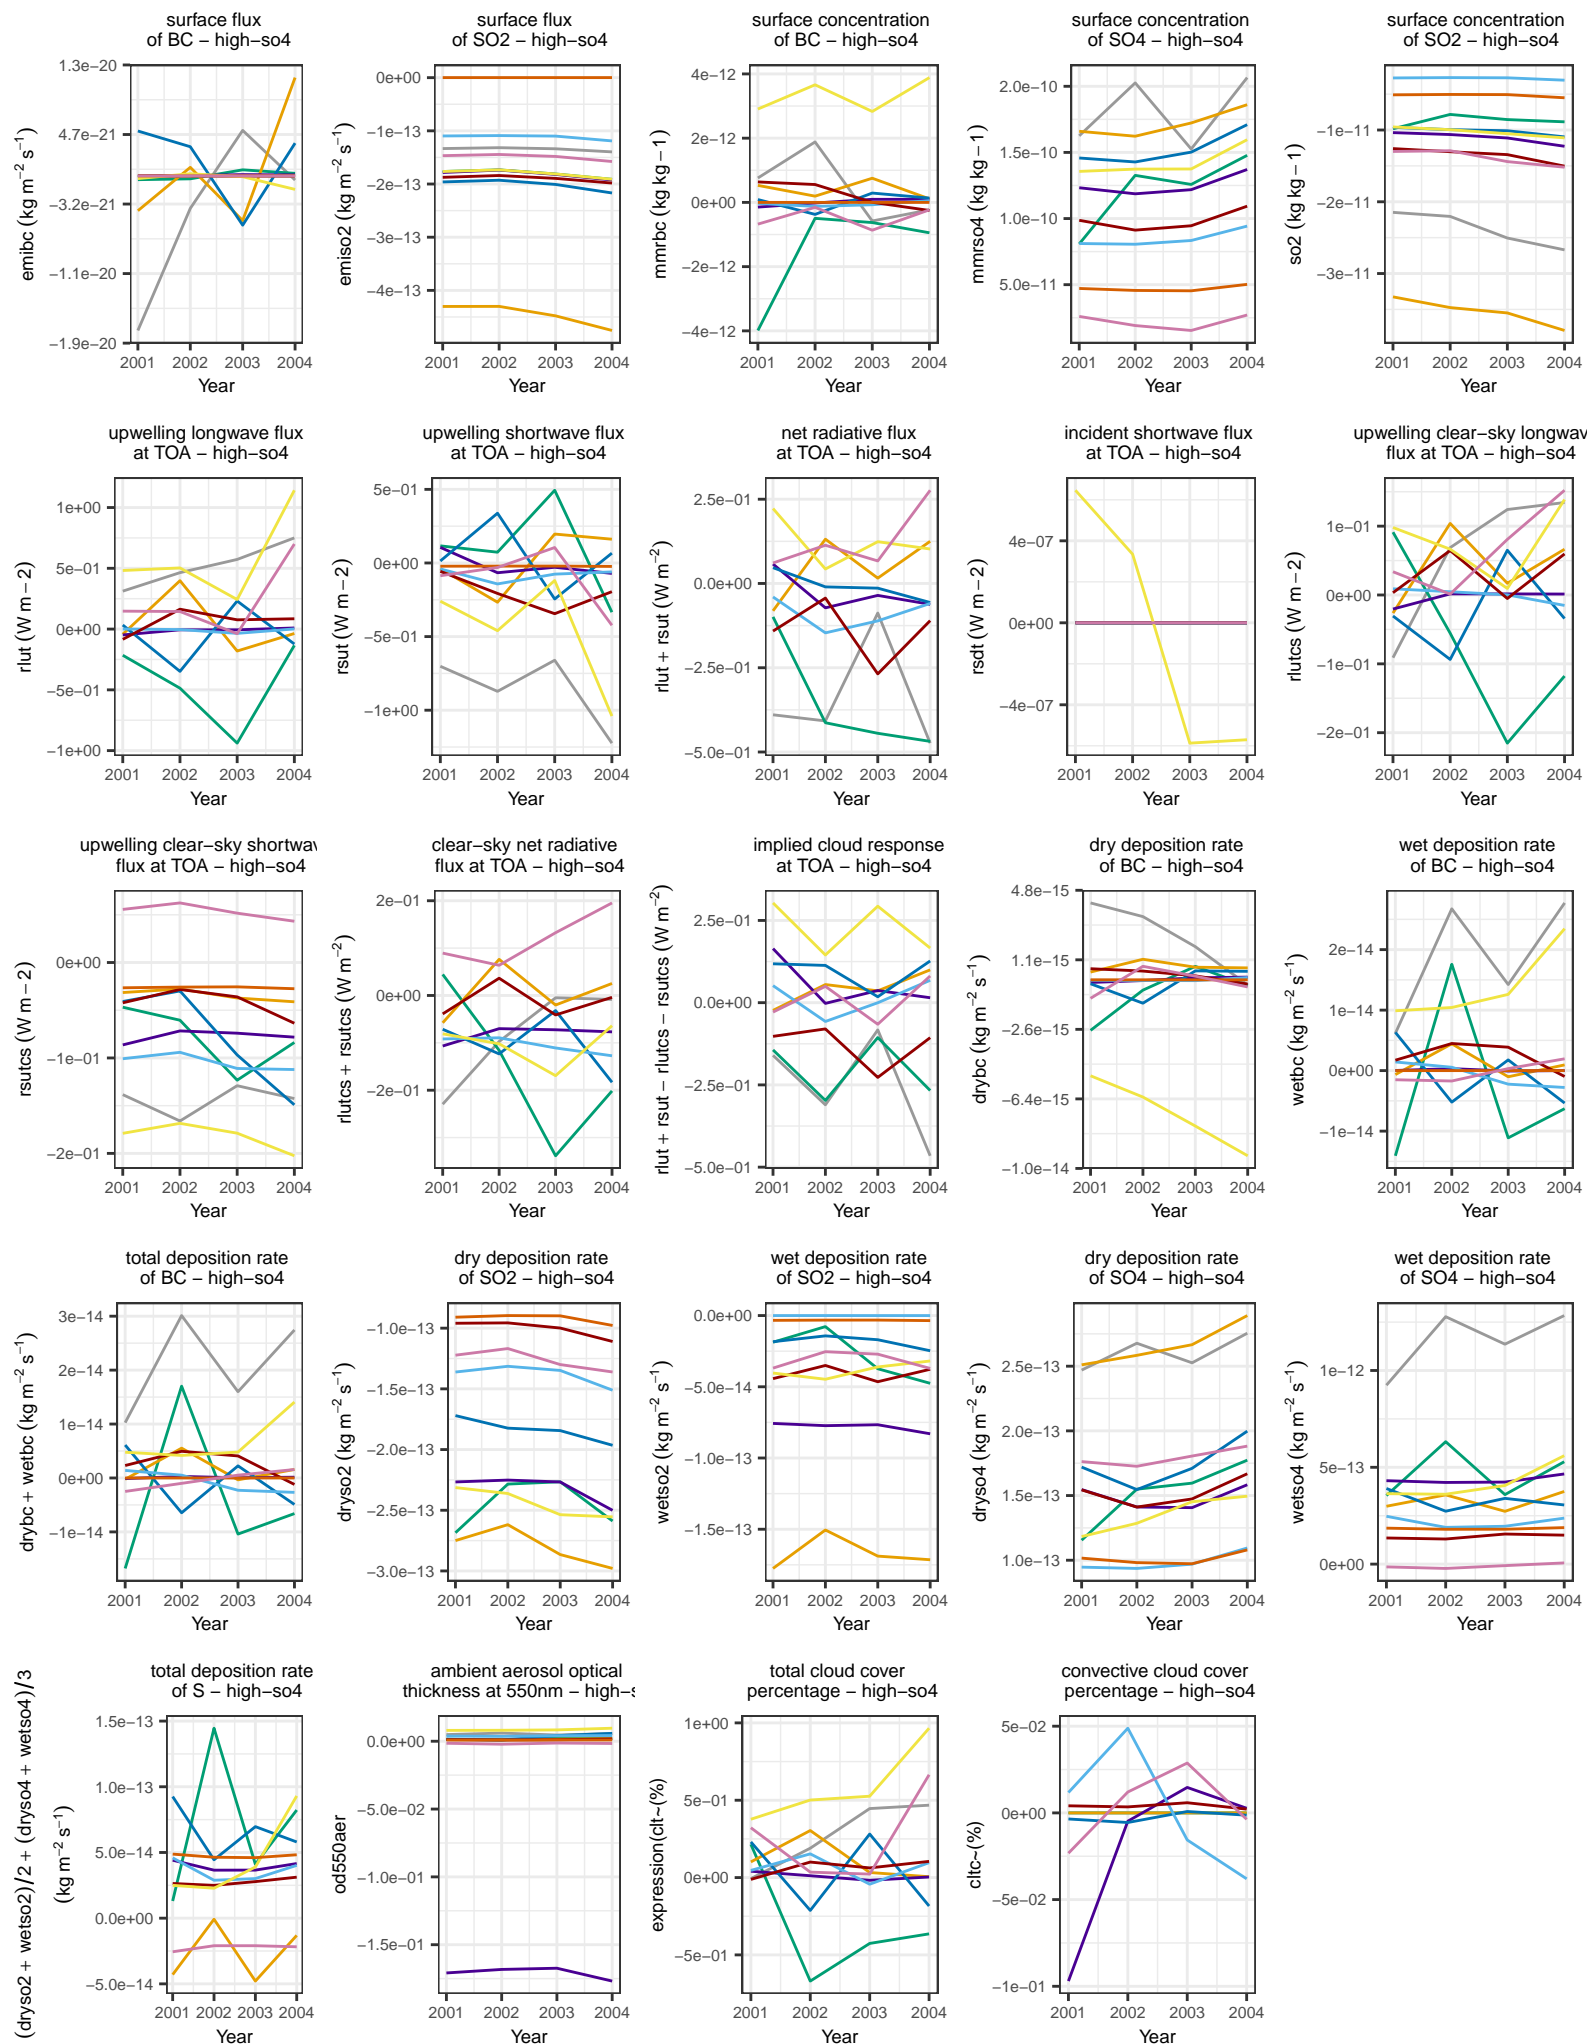 surface flux
of BC − high−so4
surface flux
of SO2 − high−so4
surface concentration
of BC − high−so4
surface concentration
of SO4 − high−so4
surface concentration
of SO2 − high−so4
emibc (kg m−2 s−1)
1.3e−20
4.7e−21
−3.2e−21
−1.1e−20
−1.9e−20
2001 2002 2003 2004
Year
emiso2 (kg m−2 s−1)
0e+00
−1e−13
−2e−13
−3e−13
−4e−13
2001 2002 2003 2004
Year
mmrbc (kg kg−1)
4e−12
2e−12
0e+00
−2e−12
−4e−12
2001 2002 2003 2004
Year
mmrso4 (kg kg−1)
2.0e−10
1.5e−10
1.0e−10
5.0e−11
2001 2002 2003 2004
Year
so2 (kg kg−1)
−1e−11
−2e−11
−3e−11
2001 2002 2003 2004
Year
upwelling longwave flux
at TOA − high−so4
upwelling shortwave flux
at TOA − high−so4
net radiative flux
at TOA − high−so4
incident shortwave flux
at TOA − high−so4
upwelling clear−sky longwav
flux at TOA − high−so4
rlut (W m−2)
1e+00
5e−01
0e+00
−5e−01
−1e+00
2001 2002 2003 2004
Year
rsut (W m−2)
5e−01
0e+00
−5e−01
−1e+00
2001 2002 2003 2004
Year
rlut + rsut (W m−2)
2.5e−01
0.0e+00
−2.5e−01
−5.0e−01
2001 2002 2003 2004
Year
rsdt (W m−2)
4e−07
0e+00
−4e−07
2001 2002 2003 2004
Year
rlutcs (W m−2)
1e−01
0e+00
−1e−01
−2e−01
2001 2002 2003 2004
Year
upwelling clear−sky shortwav
flux at TOA − high−so4
clear−sky net radiative
flux at TOA − high−so4
implied cloud response
at TOA − high−so4
dry deposition rate
of BC − high−so4
wet deposition rate
of BC − high−so4
rsutcs (W m−2)
0e+00
−1e−01
−2e−01
2001 2002 2003 2004
Year
rlutcs + rsutcs (W m−2)
2e−01
0e+00
−2e−01
2001 2002 2003 2004
Year
rlut + rsut − rlutcs − rsutcs (W m−2)
2.5e−01
0.0e+00
−2.5e−01
−5.0e−01
2001 2002 2003 2004
Year
drybc (kg m−2 s−1)
4.8e−15
1.1e−15
−2.6e−15
−6.4e−15
−1.0e−14
2001 2002 2003 2004
Year
wetbc (kg m−2 s−1)
2e−14
1e−14
0e+00
−1e−14
2001 2002 2003 2004
Year
total deposition rate
of BC − high−so4
dry deposition rate
of SO2 − high−so4
wet deposition rate
of SO2 − high−so4
dry deposition rate
of SO4 − high−so4
wet deposition rate
of SO4 − high−so4
drybc + wetbc (kg m−2 s−1)
3e−14
2e−14
1e−14
0e+00
−1e−14
2001 2002 2003 2004
Year
dryso2 (kg m−2 s−1)
−1.0e−13
−1.5e−13
−2.0e−13
−2.5e−13
−3.0e−13
2001 2002 2003 2004
Year
wetso2 (kg m−2 s−1)
0.0e+00
−5.0e−14
−1.0e−13
−1.5e−13
2001 2002 2003 2004
Year
dryso4 (kg m−2 s−1)
2.5e−13
2.0e−13
1.5e−13
1.0e−13
2001 2002 2003 2004
Year
wetso4 (kg m−2 s−1)
1e−12
5e−13
0e+00
2001 2002 2003 2004
Year
total deposition rate
of S − high−so4
ambient aerosol optical
thickness at 550nm − high−s
total cloud cover
percentage − high−so4
convective cloud cover
percentage − high−so4
(dryso2 + wetso2)/2 + (dryso4 + wetso4)/3
(kg m−2 s−1)
1.5e−13
1.0e−13
5.0e−14
0.0e+00
−5.0e−14
2001 2002 2003 2004
Year
od550aer
0.0e+00
−5.0e−02
−1.0e−01
−1.5e−01
2001 2002 2003 2004
Year
expression(clt~(%)
1e+00
5e−01
0e+00
−5e−01
2001 2002 2003 2004
Year
cltc~(%)
5e−02
0e+00
−5e−02
−1e−01
2001 2002 2003 2004
Year